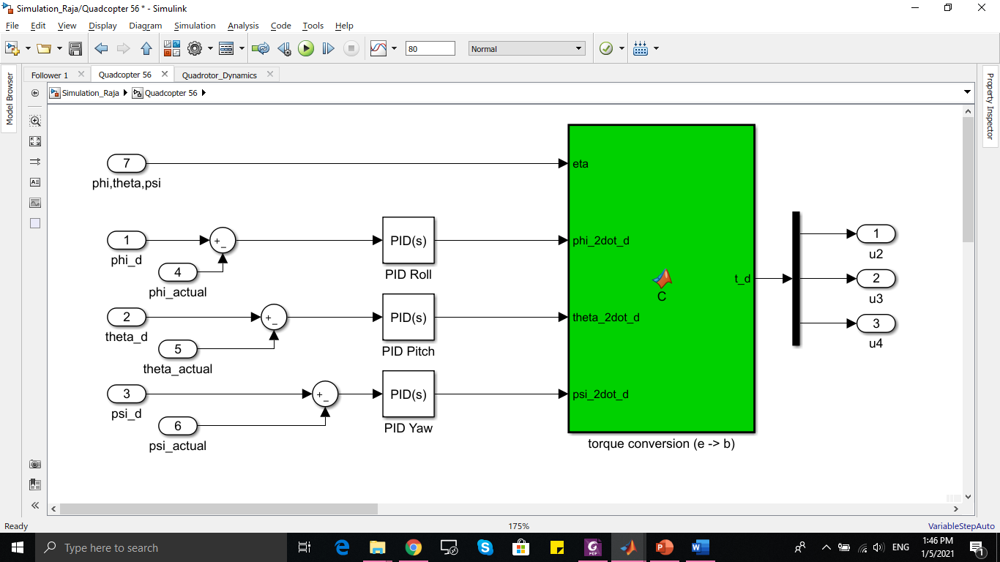 Simulation_Raja/Quadcopter 56 * - Simulink
File Edit View Display Diagram Simulation Analysis Code Tools Help
80 Normal
Follower 1 Quadcopter 56 Quadrotor_Dynamics
Simulation_Raja Quadcopter 56
Model Browser
Property Inspector
7
phi,theta,psi
eta
1
phi_d
+
_
4
phi_actual
PID(s)
PID Roll
phi_2dot_d
2
theta_d
+
_
5
theta_actual
PID(s)
PID Pitch
theta_2dot_d
3
psi_d
+
_
6
psi_actual
PID(s)
PID Yaw
psi_2dot_d
C
t_d
torque conversion (e -> b)
1
u2
2
u3
3
u4
Ready 175% VariableStepAuto
Type here to search
ENG
1:46 PM
1/5/2021
1